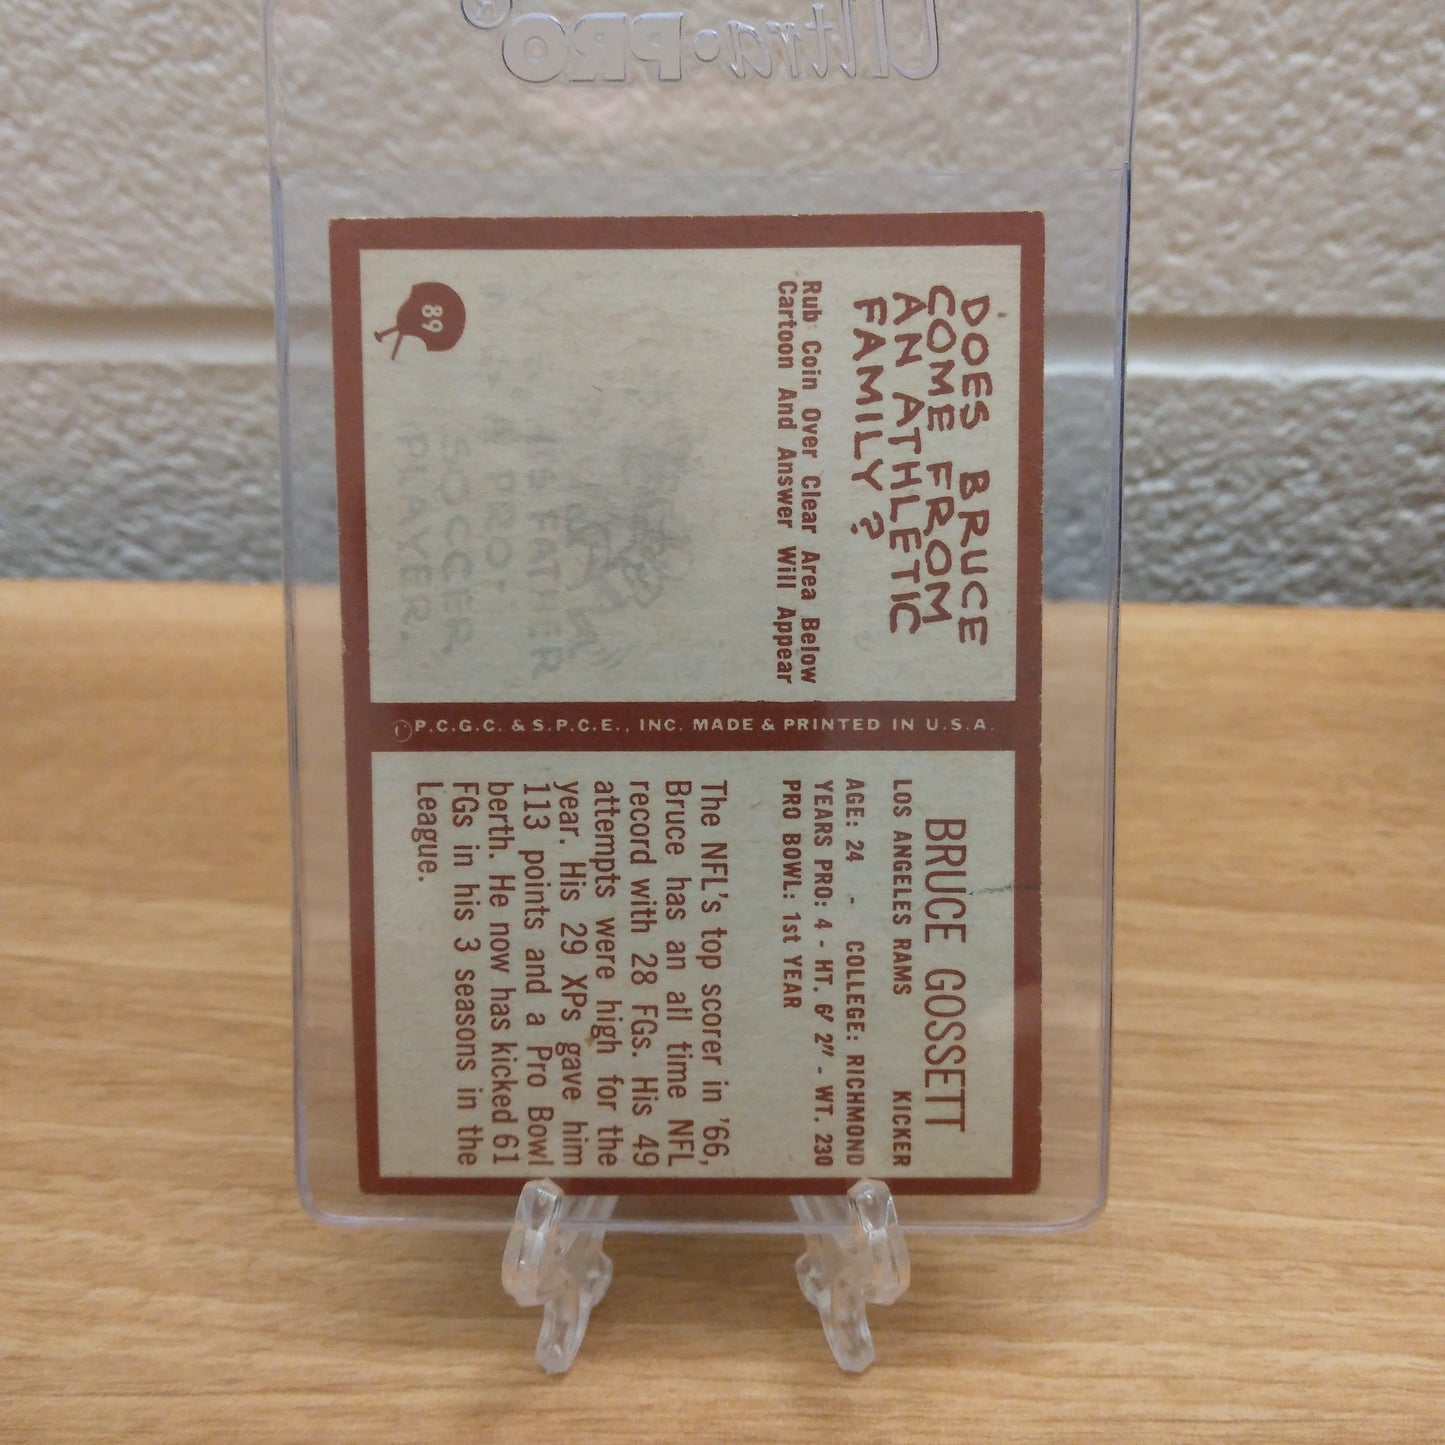 Ultra·PRO®
89
DOES BRUCE
COME FROM
AN ATHLETIC
FAMILY?
Rub Coin Over Clear Area Below
Cartoon And Answer Will Appear
HIS FATHER
A PRO
SOCCER
PLAYER.
©P.C.G.C. & S.P.C.E., INC. MADE & PRINTED IN U.S.A.
BRUCE GOSSETT
LOS ANGELES RAMS KICKER
AGE: 24 - COLLEGE: RICHMOND
YEARS PRO: 4 - HT. 6' 2" - WT. 230
PRO BOWL: 1st YEAR
The NFL's top scorer in '66,
Bruce has an all time NFL
record with 28 FGs. His 49
attempts were high for the
year. His 29 XPs gave him
113 points and a Pro Bowl
berth. He now has kicked 61
FGs in his 3 seasons in the
League.